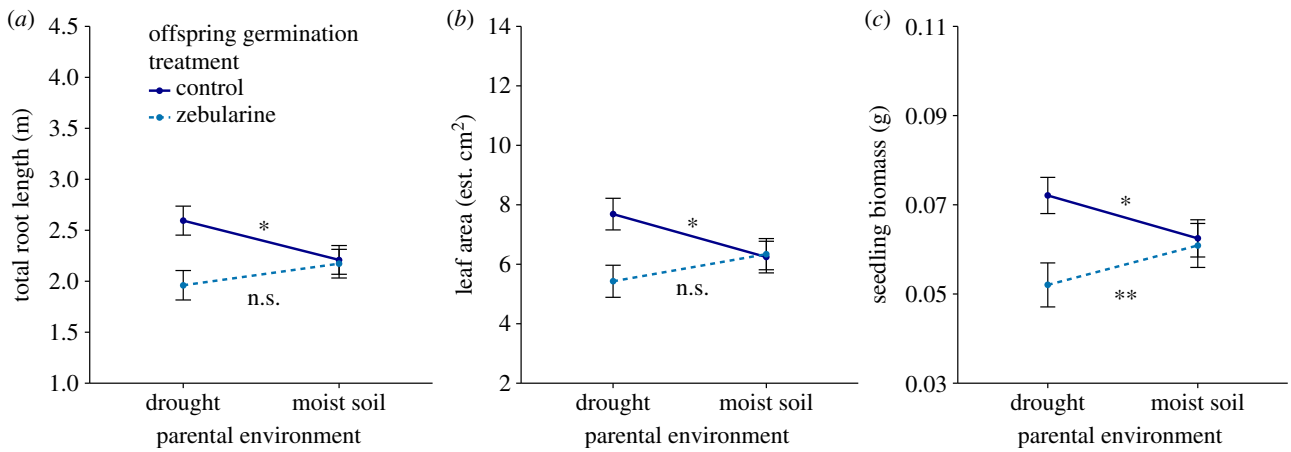 (a)
total root length (m)
4.5
4.0
3.5
3.0
2.5
2.0
1.5
1.0
offspring germination
treatment
control
zebularine
*
n.s.
drought
moist soil
parental environment
(b)
leaf area (est. cm²)
14
12
10
8
6
4
2
*
n.s.
drought
moist soil
parental environment
(c)
seedling biomass (g)
0.11
0.09
0.07
0.05
0.03
*
**
drought
moist soil
parental environment